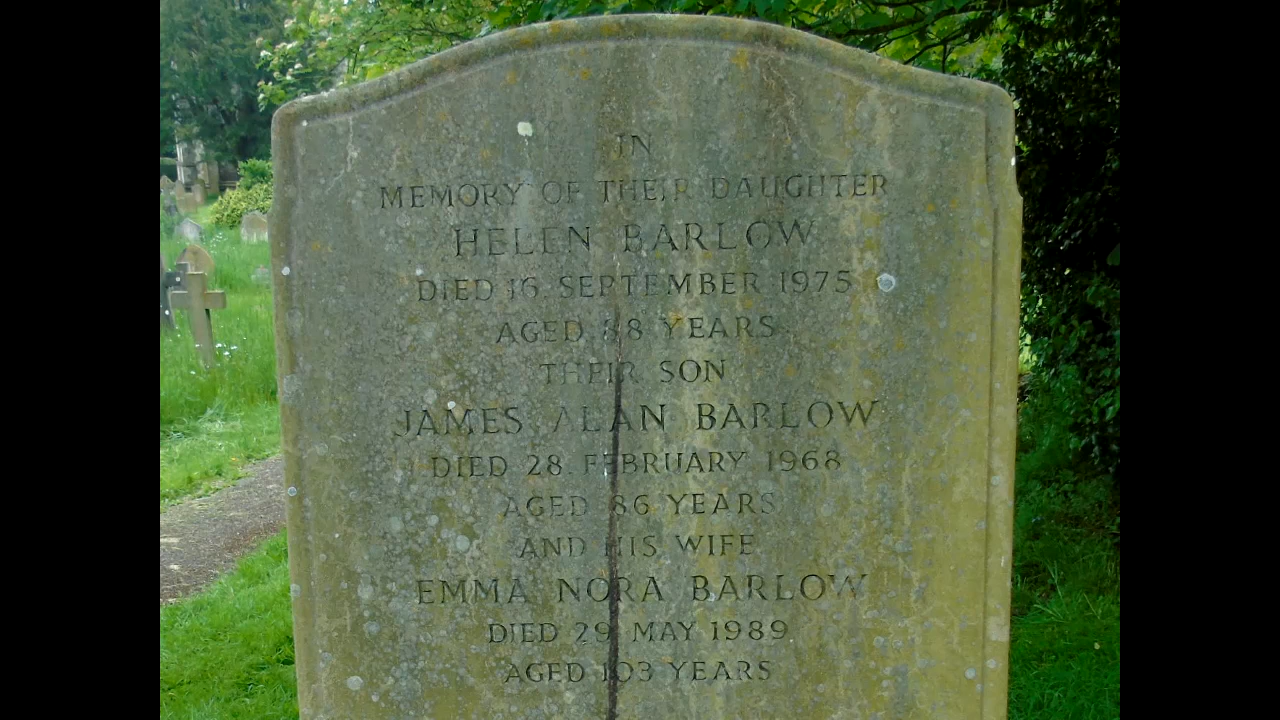 IN
MEMORY OF THEIR DAUGHTER
HELEN BARLOW
DIED 16 SEPTEMBER 1975
AGED 88 YEARS
THEIR SON
JAMES ALAN BARLOW
DIED 28 FEBRUARY 1968
AGED 86 YEARS
AND HIS WIFE
EMMA NORA BARLOW
DIED 29 MAY 1989
AGED 103 YEARS